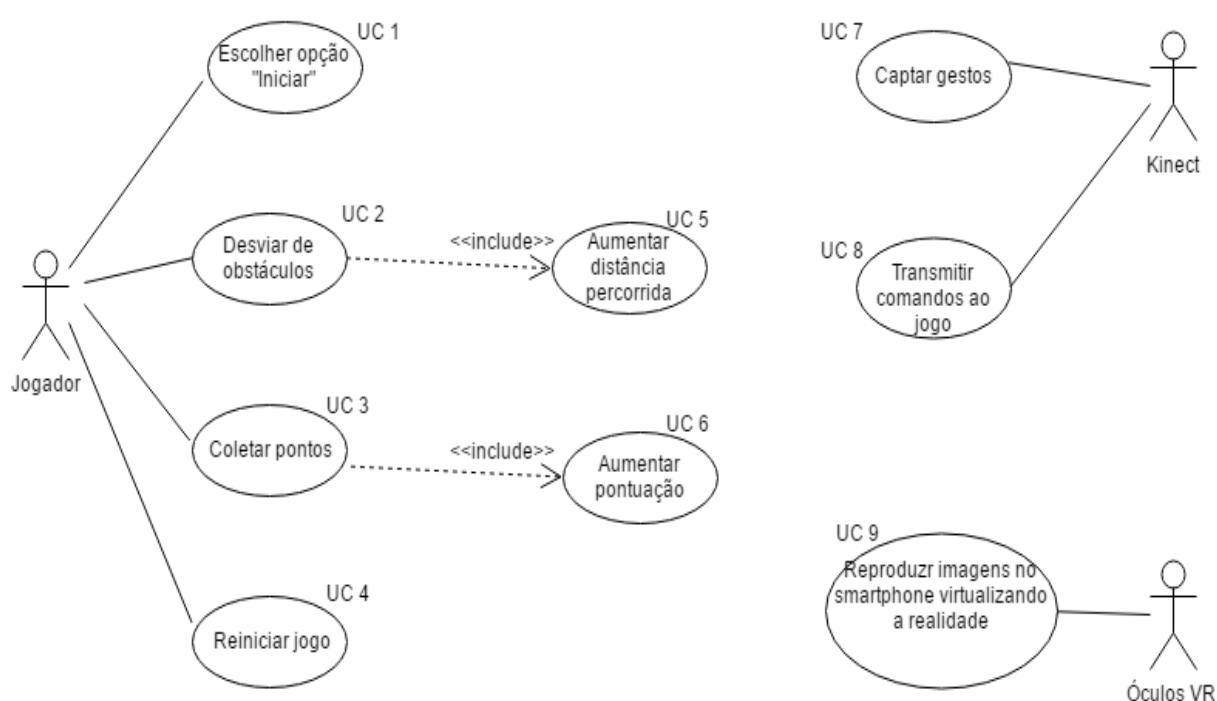 UC 1
Escolher opção
"Iniciar"
UC 2
Desviar de
obstáculos
<<include>>
UC 5
Aumentar
distância
percorrida
Jogador
UC 3
Coletar pontos
<<include>>
UC 6
Aumentar
pontuação
UC 4
Reiniciar jogo
UC 7
Captar gestos
Kinect
UC 8
Transmitir
comandos ao
jogo
UC 9
Reproduzr imagens no
smartphone virtualizando
a realidade
Óculos VR